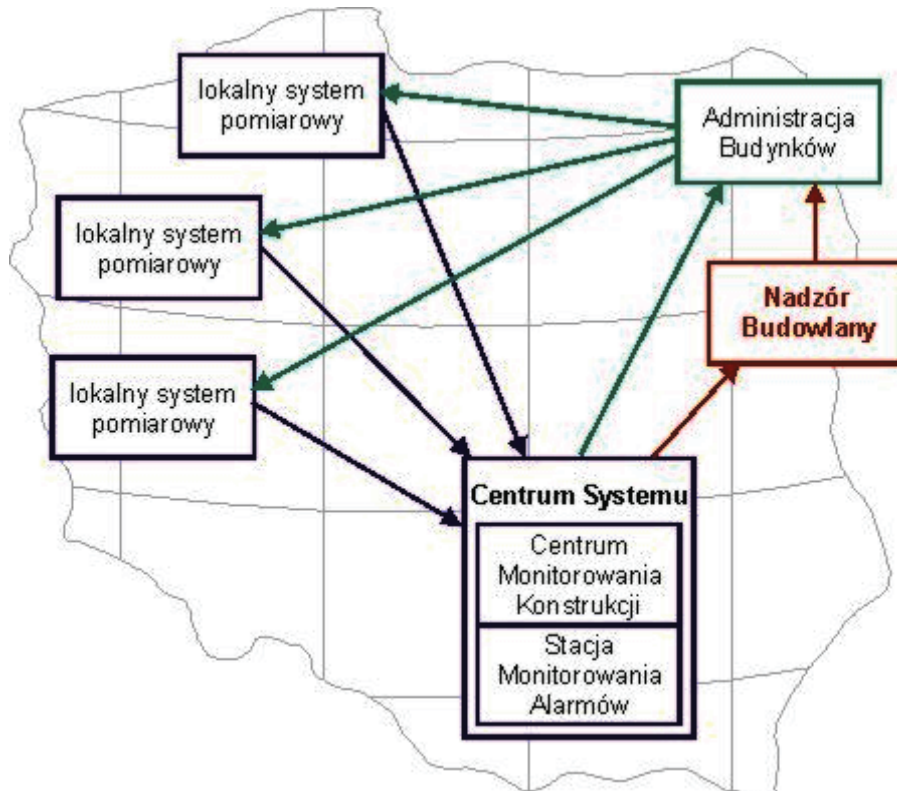 lokalny system
pomiarowy
Administracja
Budynków
lokalny system
pomiarowy
Nadzór
Budowlany
lokalny system
pomiarowy
Centrum Systemu
Centrum
Monitorowania
Konstrukcji
Stacja
Monitorowania
Alarmów